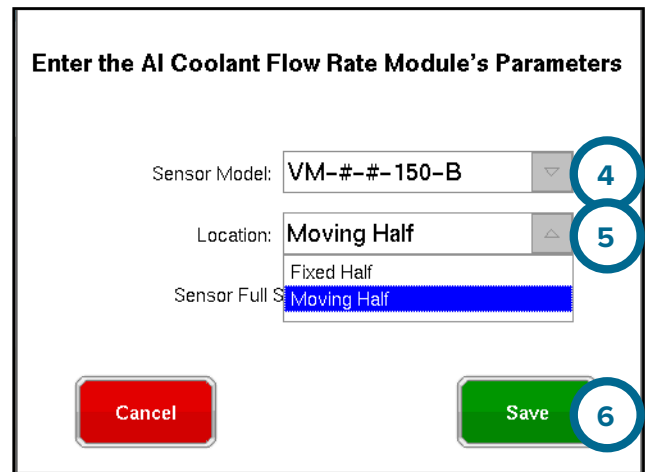 Enter the AI Coolant Flow Rate Module's Parameters
Sensor Model: VM-#-#-150-B 4
Location: Moving Half 5
Fixed Half
Sensor Full S Moving Half
Cancel Save 6